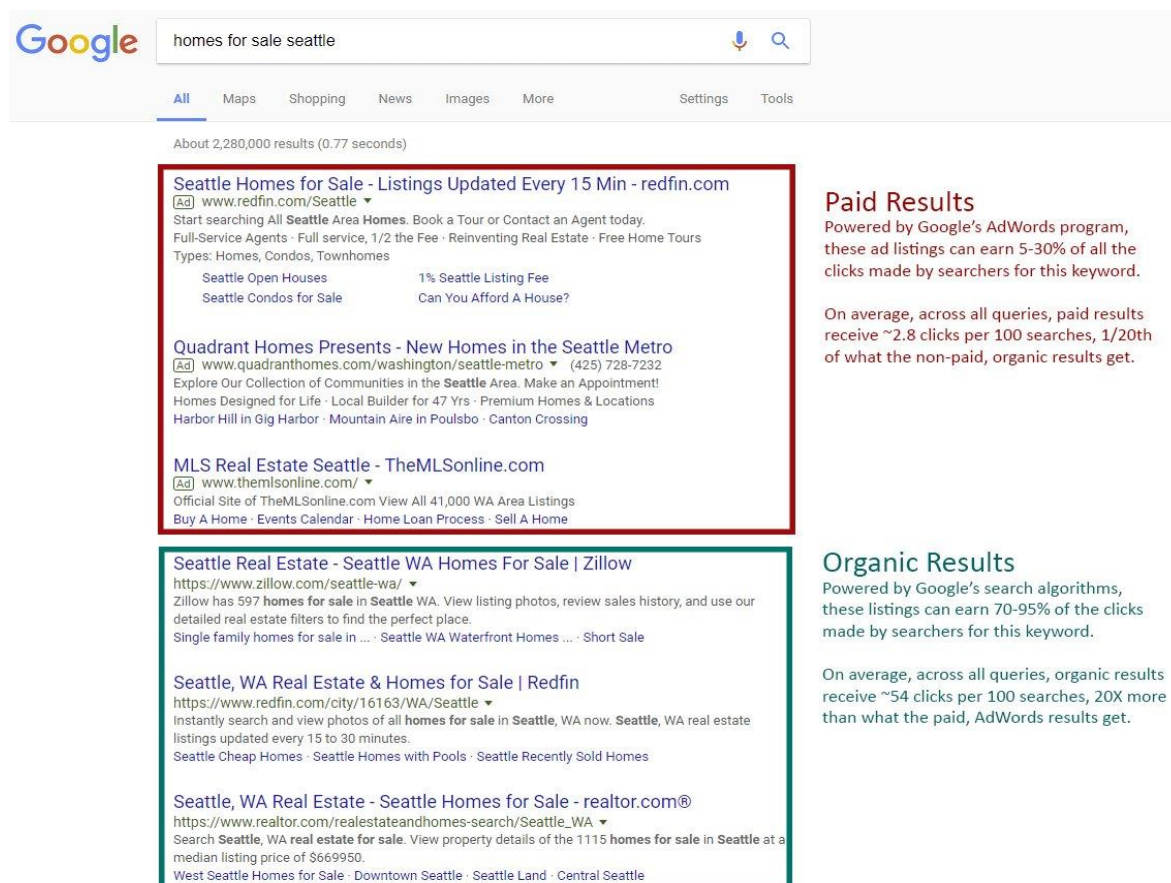 Google
homes for sale seattle
All Maps Shopping News Images More Settings Tools
About 2,280,000 results (0.77 seconds)
Seattle Homes for Sale - Listings Updated Every 15 Min - redfin.com
Ad www.redfin.com/Seattle
Start searching All Seattle Area Homes. Book a Tour or Contact an Agent today.
Full-Service Agents · Full service, 1/2 the Fee · Reinventing Real Estate · Free Home Tours
Types: Homes, Condos, Townhomes
Seattle Open Houses 1% Seattle Listing Fee
Seattle Condos for Sale Can You Afford A House?
Quadrant Homes Presents - New Homes in the Seattle Metro
Ad www.quadranthomes.com/washington/seattle-metro (425) 728-7232
Explore Our Collection of Communities in the Seattle Area. Make an Appointment!
Homes Designed for Life · Local Builder for 47 Yrs · Premium Homes & Locations
Harbor Hill in Gig Harbor · Mountain Aire in Poulsbo · Canton Crossing
MLS Real Estate Seattle - TheMLSonline.com
Ad www.themlsonline.com/
Official Site of TheMLSonline.com View All 41,000 WA Area Listings
Buy A Home · Events Calendar · Home Loan Process · Sell A Home
Paid Results
Powered by Google's AdWords program,
these ad listings can earn 5-30% of all the
clicks made by searchers for this keyword.
On average, across all queries, paid results
receive ~2.8 clicks per 100 searches, 1/20th
of what the non-paid, organic results get.
Seattle Real Estate - Seattle WA Homes For Sale | Zillow
https://www.zillow.com/seattle-wa/
Zillow has 597 homes for sale in Seattle WA. View listing photos, review sales history, and use our
detailed real estate filters to find the perfect place.
Single family homes for sale in ... · Seattle WA Waterfront Homes ... · Short Sale
Seattle, WA Real Estate & Homes for Sale | Redfin
https://www.redfin.com/city/16163/WA/Seattle
Instantly search and view photos of all homes for sale in Seattle, WA now. Seattle, WA real estate
listings updated every 15 to 30 minutes.
Seattle Cheap Homes · Seattle Homes with Pools · Seattle Recently Sold Homes
Seattle, WA Real Estate - Seattle Homes for Sale - realtor.com®
https://www.realtor.com/realestateandhomes-search/Seattle_WA
Search Seattle, WA real estate for sale. View property details of the 1115 homes for sale in Seattle at a
median listing price of $669950.
West Seattle Homes for Sale · Downtown Seattle · Seattle Land · Central Seattle
Organic Results
Powered by Google's search algorithms,
these listings can earn 70-95% of the clicks
made by searchers for this keyword.
On average, across all queries, organic results
receive ~54 clicks per 100 searches, 20X more
than what the paid, AdWords results get.